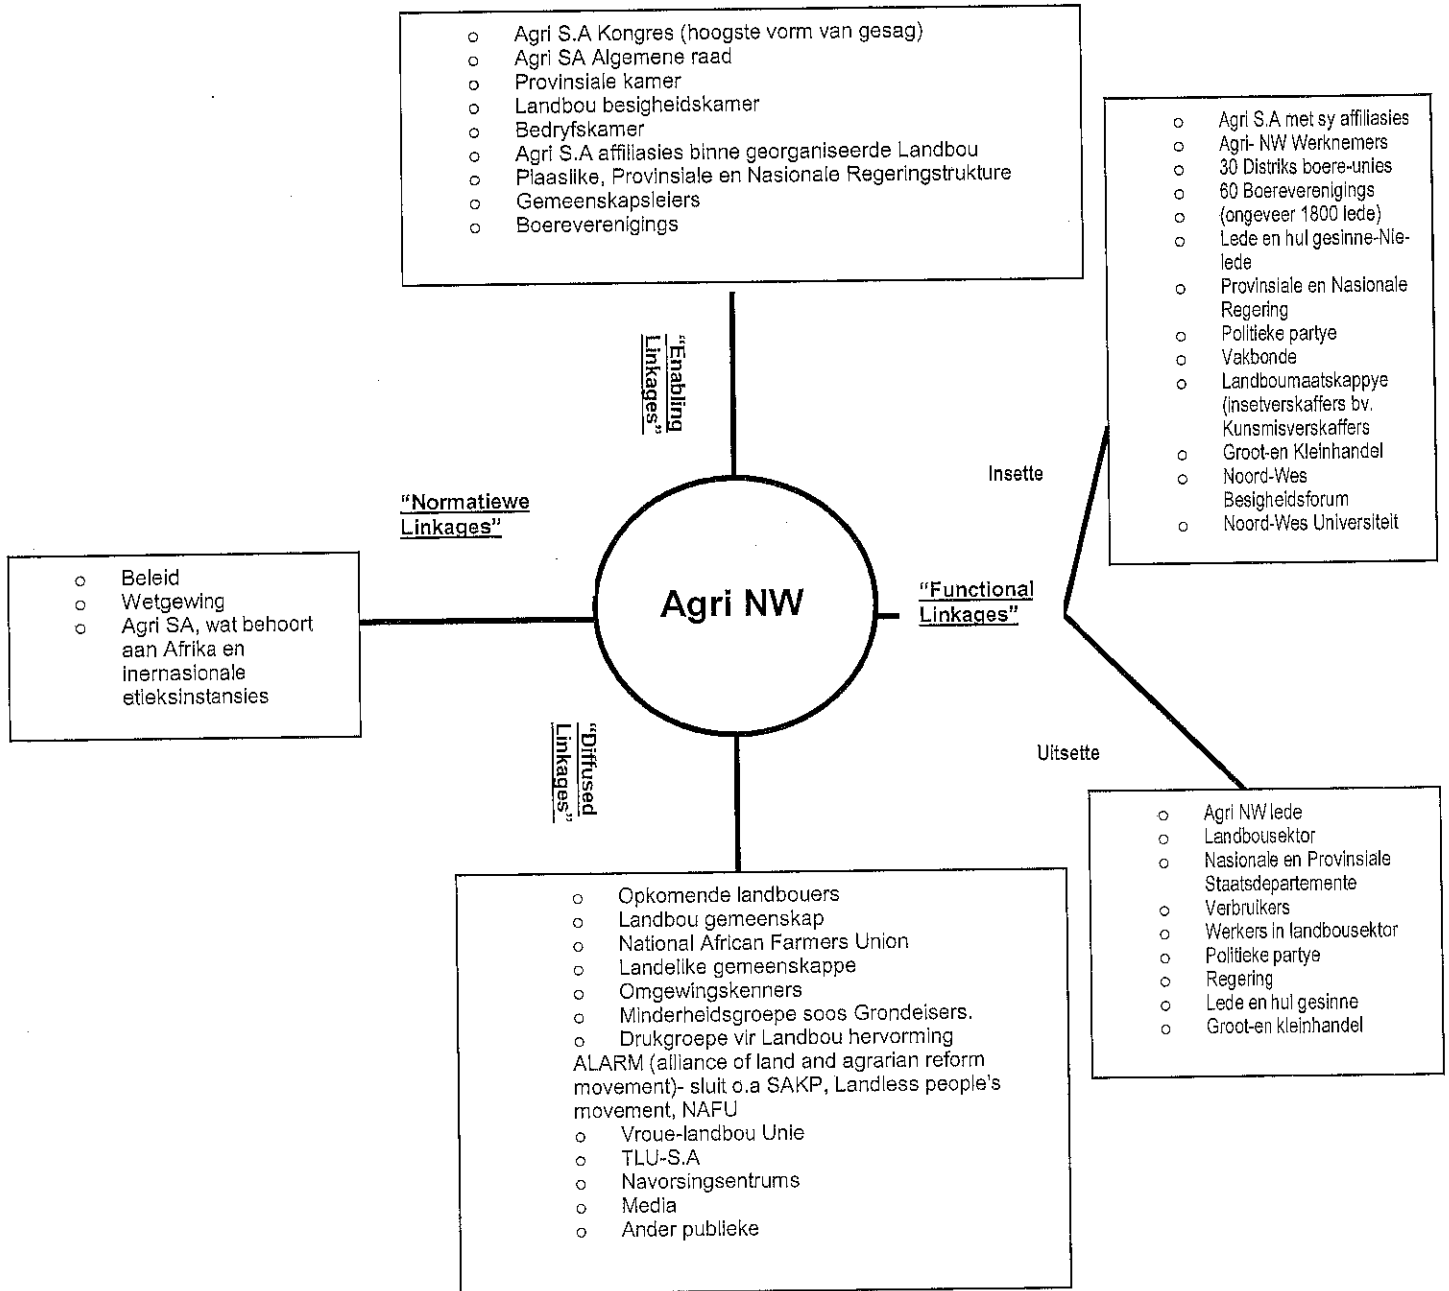 o Agri S.A Kongres (hoogste vorm van gesag)
o Agri SA Algemene raad
o Provinsiale kamer
o Landbou besigheidskamer
o Bedryfskamer
o Agri S.A affiliasies binne georganiseerde Landbou
o Plaaslike, Provinsiale en Nasionale Regeringstrukture
o Gemeenskapsleiers
o Boereverenigings
"Enabling
Linkages"
"Normatiewe
Linkages"
o Beleid
o Wetgewing
o Agri SA, wat behoort
aan Afrika en
inernasionale
etieksinstansies
Agri NW
"Functional
Linkages"
Insette
o Agri S.A met sy affiliasies
o Agri- NW Werknemers
o 30 Distriks boere-unies
o 60 Boereverenigings
o (ongeveer 1800 lede)
o Lede en hul gesinne-Nie-
lede
o Provinsiale en Nasionale
Regering
o Politieke partye
o Vakbonde
o Landboumaatskappye
(insetverskaffers bv.
Kunsmisverskaffers
o Groot-en Kleinhandel
o Noord-Wes
Besigheidsforum
o Noord-Wes Universiteit
Uitsette
o Agri NW lede
o Landbousektor
o Nasionale en Provinsiale
Staatsdepartemente
o Verbruikers
o Werkers in landbousektor
o Politieke partye
o Regering
o Lede en hul gesinne
o Groot-en kleinhandel
"Diffused
Linkages"
o Opkomende landbouers
o Landbou gemeenskap
o National African Farmers Union
o Landelike gemeenskappe
o Omgewingskenners
o Minderheidsgroepe soos Grondeisers.
o Drukgroepe vir Landbou hervorming
ALARM (alliance of land and agrarian reform
movement)- sluit o.a SAKP, Landless people's
movement, NAFU
o Vroue-landbou Unie
o TLU-S.A
o Navorsingsentrums
o Media
o Ander publieke